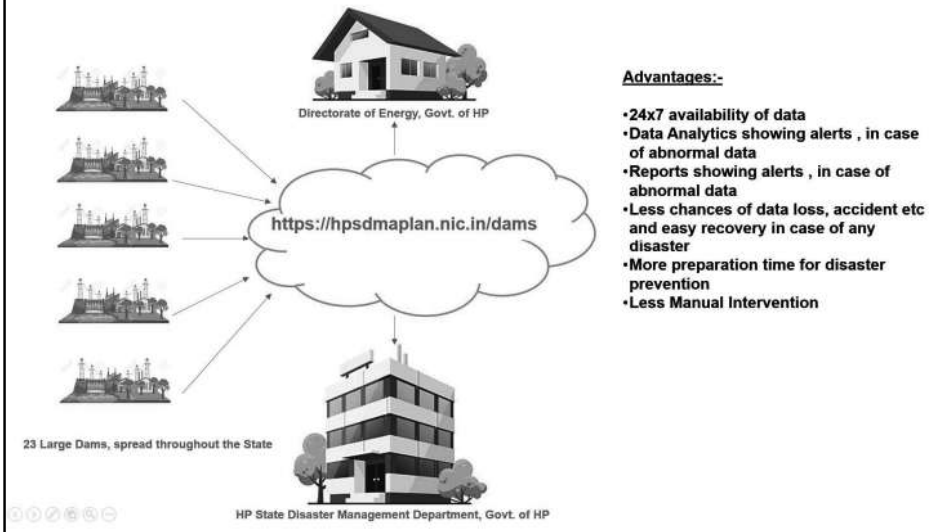 Directorate of Energy, Govt. of HP
https://hpsdmaplan.nic.in/dams
23 Large Dams, spread throughout the State
HP State Disaster Management Department, Govt. of HP
Advantages:-
•24x7 availability of data
•Data Analytics showing alerts , in case
of abnormal data
•Reports showing alerts , in case of
abnormal data
•Less chances of data loss, accident etc
and easy recovery in case of any
disaster
•More preparation time for disaster
prevention
•Less Manual Intervention